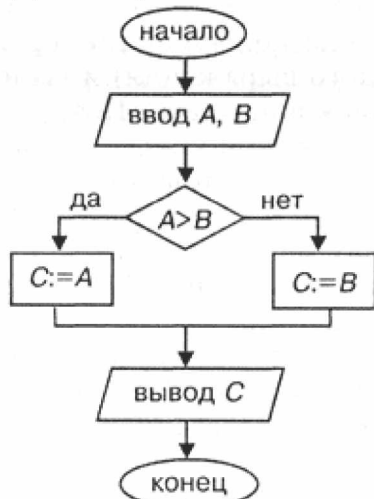 начало
ввод A, B
да
A>B
нет
C:=A
C:=B
вывод C
конец